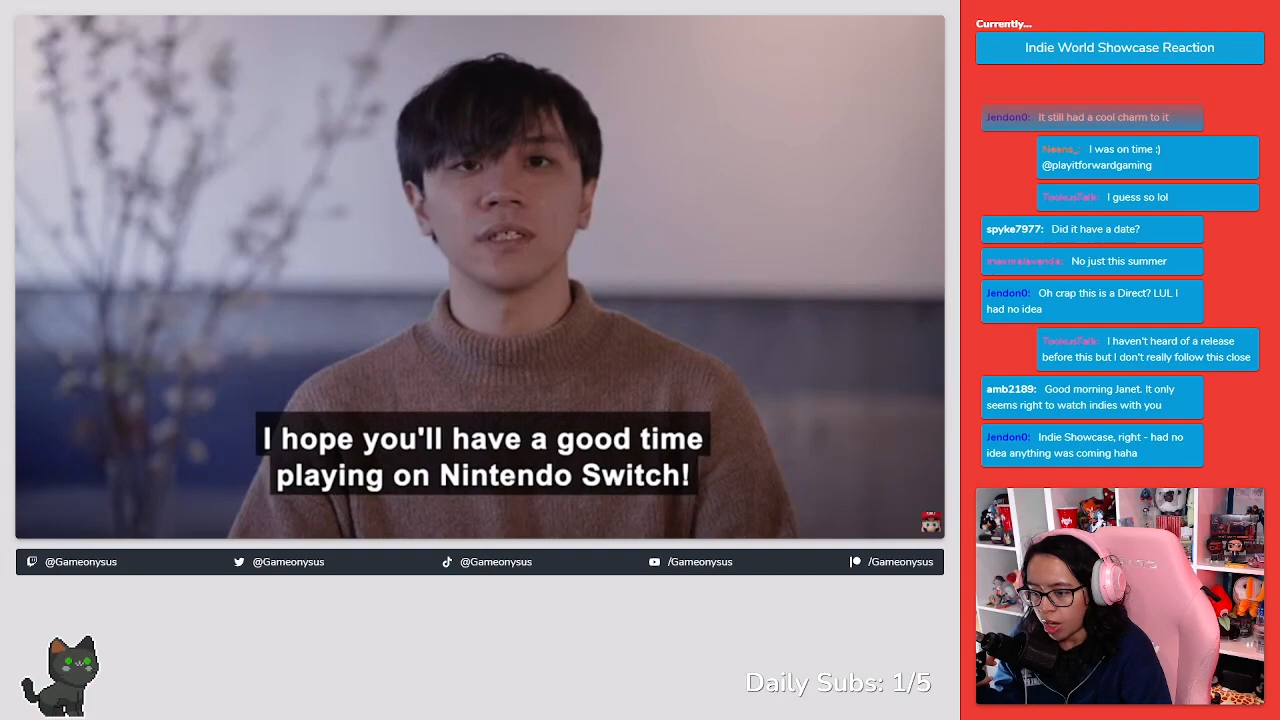 I hope you'll have a good time
playing on Nintendo Switch!
@Gameonysus
@Gameonysus
@Gameonysus
/Gameonysus
/Gameonysus
Daily Subs: 1/5
Currently...
Indie World Showcase Reaction
Jendon0: It still had a cool charm to it
I was on time :)
@playitforwardgaming
I guess so lol
spyke7977: Did it have a date?
No just this summer
Jendon0: Oh crap this is a Direct? LUL I
had no idea
I haven't heard of a release
before this but I don't really follow this close
amb2189: Good morning Janet. It only
seems right to watch indies with you
Jendon0: Indie Showcase, right - had no
idea anything was coming haha